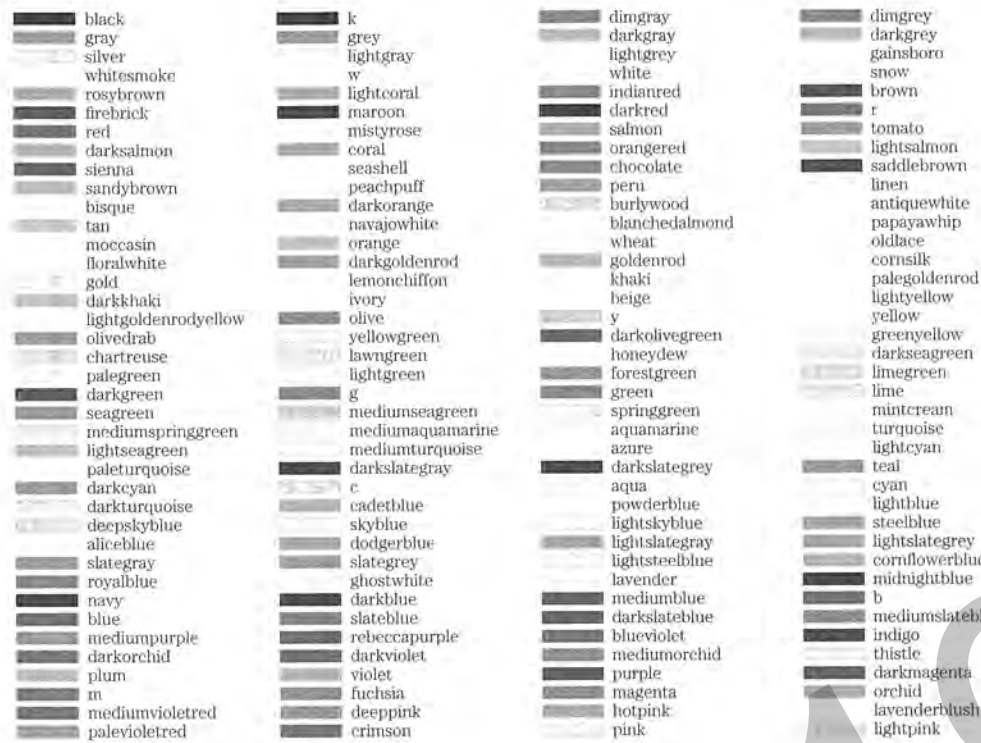 black k dimgray dimgrey
gray grey darkgray darkgrey
silver lightgray lightgrey gainsboro
whitesmoke w white snow
rosybrown lightcoral indianred brown
firebrick maroon darkred r
red mistyrose salmon tomato
darksalmon coral orangered lightsalmon
sienna seashell chocolate saddlebrown
sandybrown peachpuff peru linen
bisque darkorange burlywood antiquewhite
tan navajowhite blanchedalmond papayawhip
moccasin orange wheat oldlace
floralwhite darkgoldenrod goldenrod cornsilk
gold lemonchiffon khaki palegoldenrod
darkkhaki ivory beige lightyellow
lightgoldenrodyellow olive y yellow
olivedrab yellowgreen darkolivegreen greenyellow
chartreuse lawngreen honeydew darkseagreen
palegreen lightgreen forestgreen limegreen
darkgreen g green lime
seagreen mediumseagreen springgreen mintcream
mediumspringgreen mediumaquamarine aquamarine turquoise
lightseagreen mediumturquoise azure lightcyan
paleturquoise darkslategray darkslategrey teal
darkcyan c aqua cyan
darkturquoise cadetblue powderblue lightblue
deepskyblue skyblue lightskyblue steelblue
aliceblue dodgerblue lightslategray lightslategrey
slategray slategrey lightsteelblue cornflowerblue
royalblue ghostwhite lavender midnightblue
navy darkblue mediumblue b
blue slateblue darkslateblue mediumslatebl
mediumpurple rebeccapurple blueviolet indigo
darkorchid darkviolet mediumorchid thistle
plum violet purple darkmagenta
m fuchsia magenta orchid
mediumvioletred deeppink hotpink lavenderblush
palevioletred crimson pink lightpink